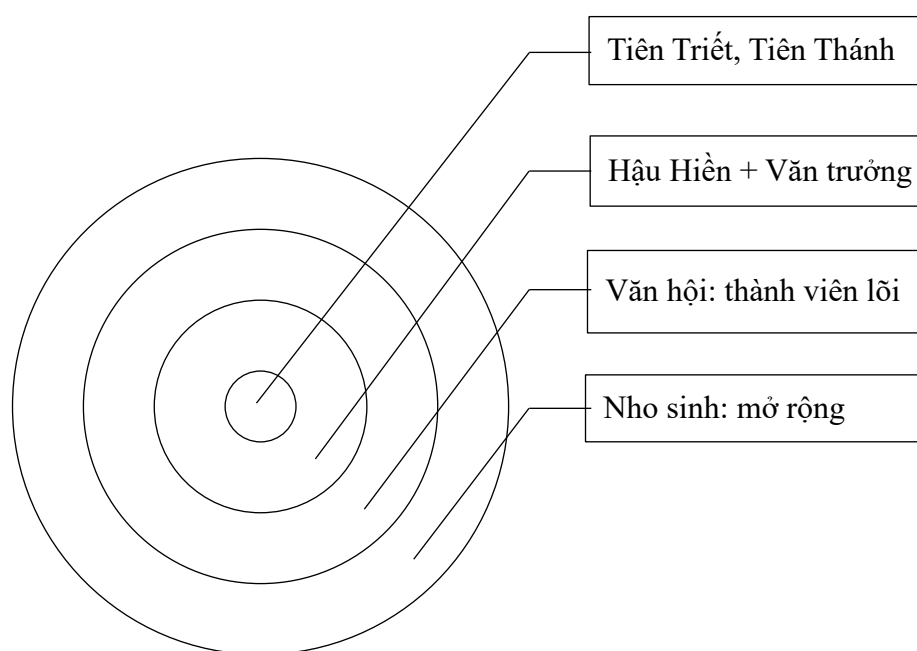 Tiên Triết, Tiên Thánh
Hậu Hiền + Văn trưởng
Văn hội: thành viên lõi
Nho sinh: mở rộng